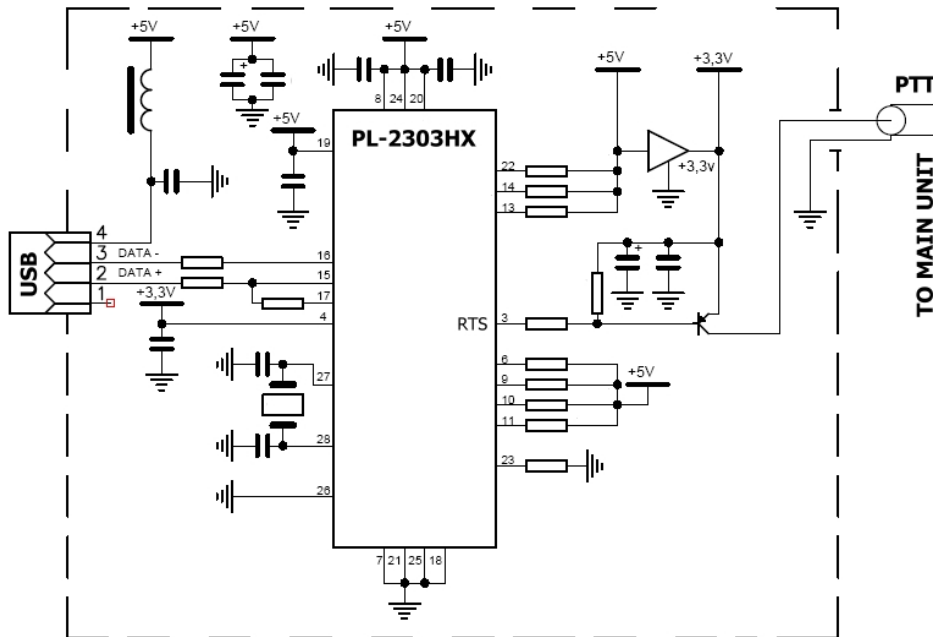 +5V
+5V
+5V
+5V
+3,3V
PTT
+
8 24 20
+5V
PL-2303HX
19
22
+3,3v
14
13
4
3 DATA - 16
2 DATA + 15
1
17
USB
+3,3V
+
4
RTS 3
TO MAIN UNIT
6
27
9
+5V
10
11
28
23
26
7 21 25 18